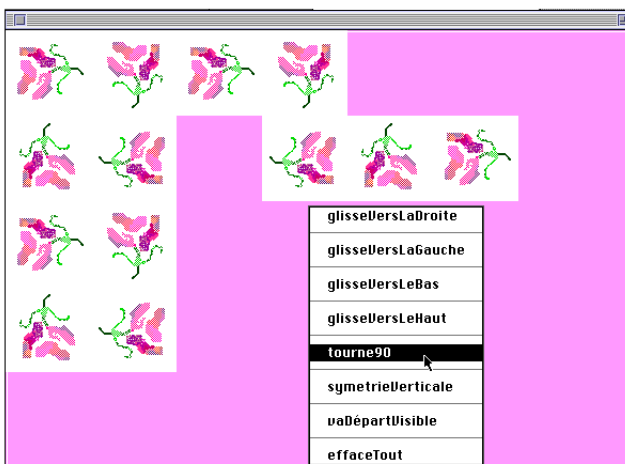 glisseVersLaDroite
glisseVersLaGauche
glisseVersLeBas
glisseVersLeHaut
tourne90
symetrieVerticale
vaDépartVisible
effaceTout